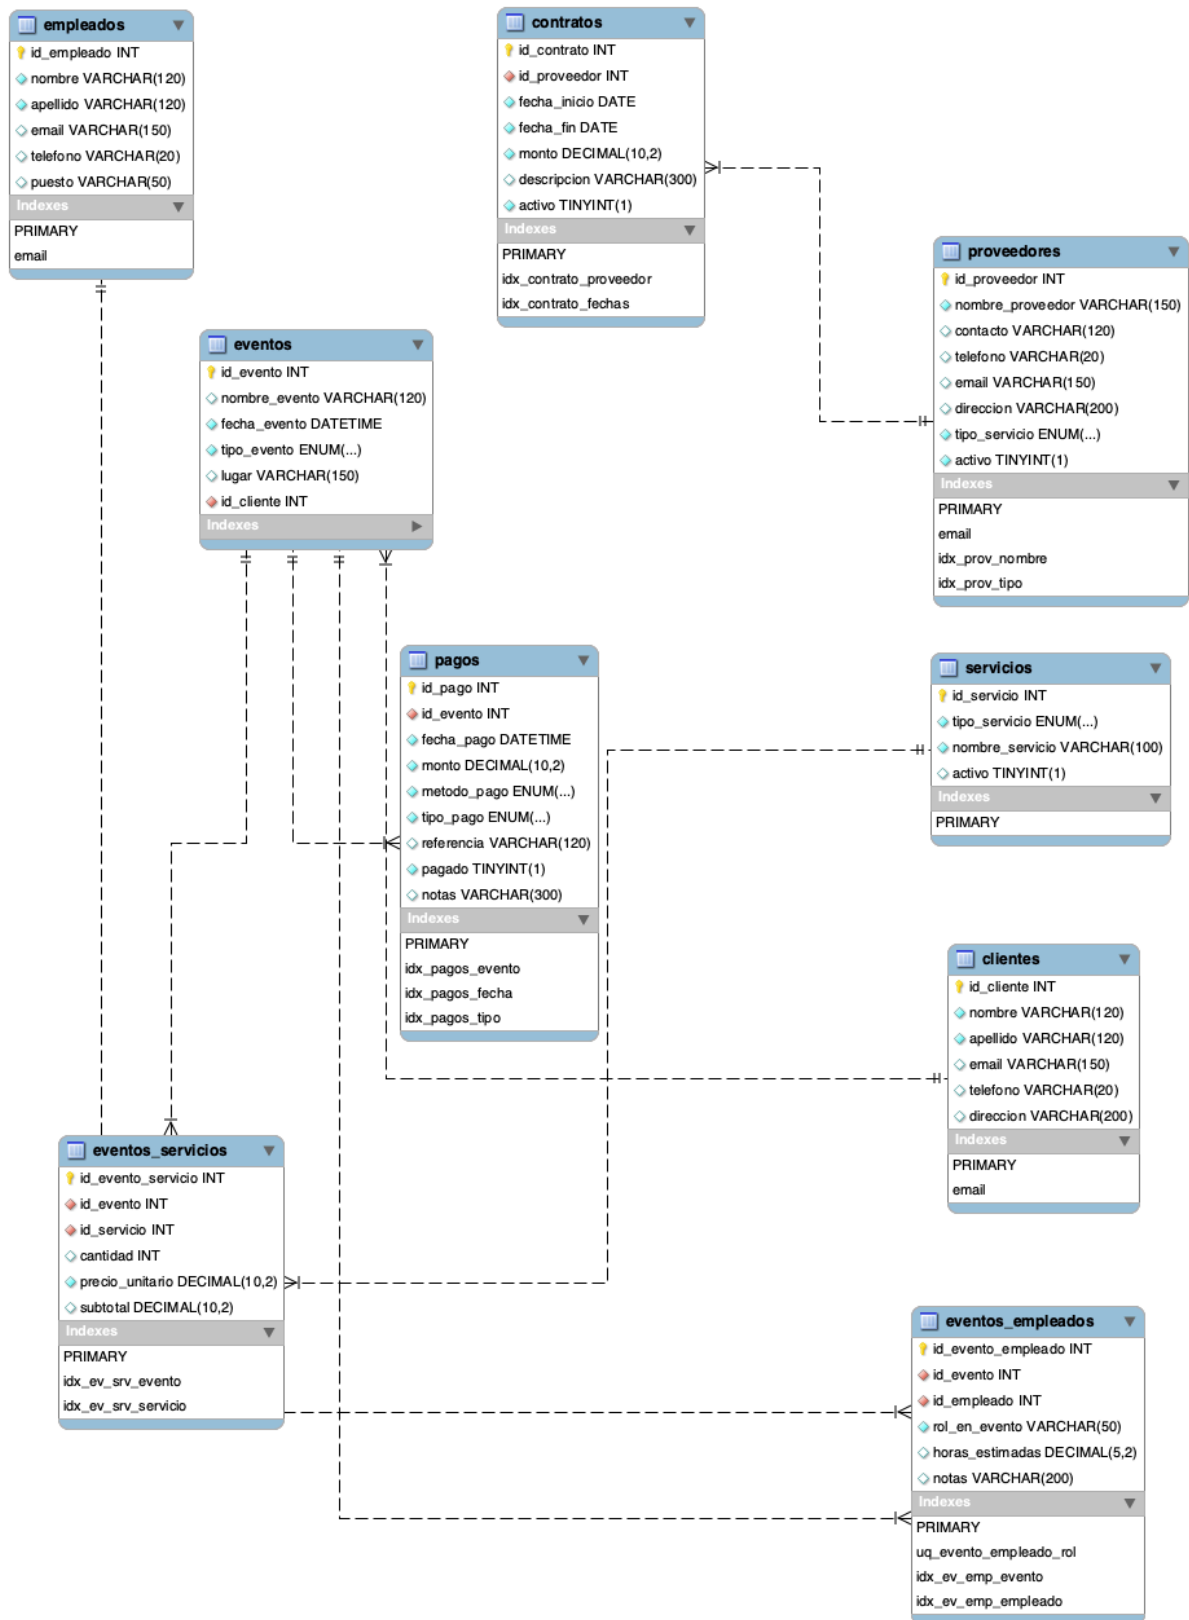 empleados
id_empleado INT
nombre VARCHAR(120)
apellido VARCHAR(120)
email VARCHAR(150)
telefono VARCHAR(20)
puesto VARCHAR(50)
Indexes
PRIMARY
email
contratos
id_contrato INT
id_proveedor INT
fecha_inicio DATE
fecha_fin DATE
monto DECIMAL(10,2)
descripcion VARCHAR(300)
activo TINYINT(1)
Indexes
PRIMARY
idx_contrato_proveedor
idx_contrato_fechas
proveedores
id_proveedor INT
nombre_proveedor VARCHAR(150)
contacto VARCHAR(120)
telefono VARCHAR(20)
email VARCHAR(150)
direccion VARCHAR(200)
tipo_servicio ENUM(...)
activo TINYINT(1)
Indexes
PRIMARY
email
idx_prov_nombre
idx_prov_tipo
eventos
id_evento INT
nombre_evento VARCHAR(120)
fecha_evento DATETIME
tipo_evento ENUM(...)
lugar VARCHAR(150)
id_cliente INT
Indexes
pagos
id_pago INT
id_evento INT
fecha_pago DATETIME
monto DECIMAL(10,2)
metodo_pago ENUM(...)
tipo_pago ENUM(...)
referencia VARCHAR(120)
pagado TINYINT(1)
notas VARCHAR(300)
Indexes
PRIMARY
idx_pagos_evento
idx_pagos_fecha
idx_pagos_tipo
servicios
id_servicio INT
tipo_servicio ENUM(...)
nombre_servicio VARCHAR(100)
activo TINYINT(1)
Indexes
PRIMARY
clientes
id_cliente INT
nombre VARCHAR(120)
apellido VARCHAR(120)
email VARCHAR(150)
telefono VARCHAR(20)
direccion VARCHAR(200)
Indexes
PRIMARY
email
eventos_servicios
id_evento_servicio INT
id_evento INT
id_servicio INT
cantidad INT
precio_unitario DECIMAL(10,2)
subtotal DECIMAL(10,2)
Indexes
PRIMARY
idx_ev_srv_evento
idx_ev_srv_servicio
eventos_empleados
id_evento_empleado INT
id_evento INT
id_empleado INT
rol_en_evento VARCHAR(50)
horas_estimadas DECIMAL(5,2)
notas VARCHAR(200)
Indexes
PRIMARY
uq_evento_empleado_rol
idx_ev_emp_evento
idx_ev_emp_empleado